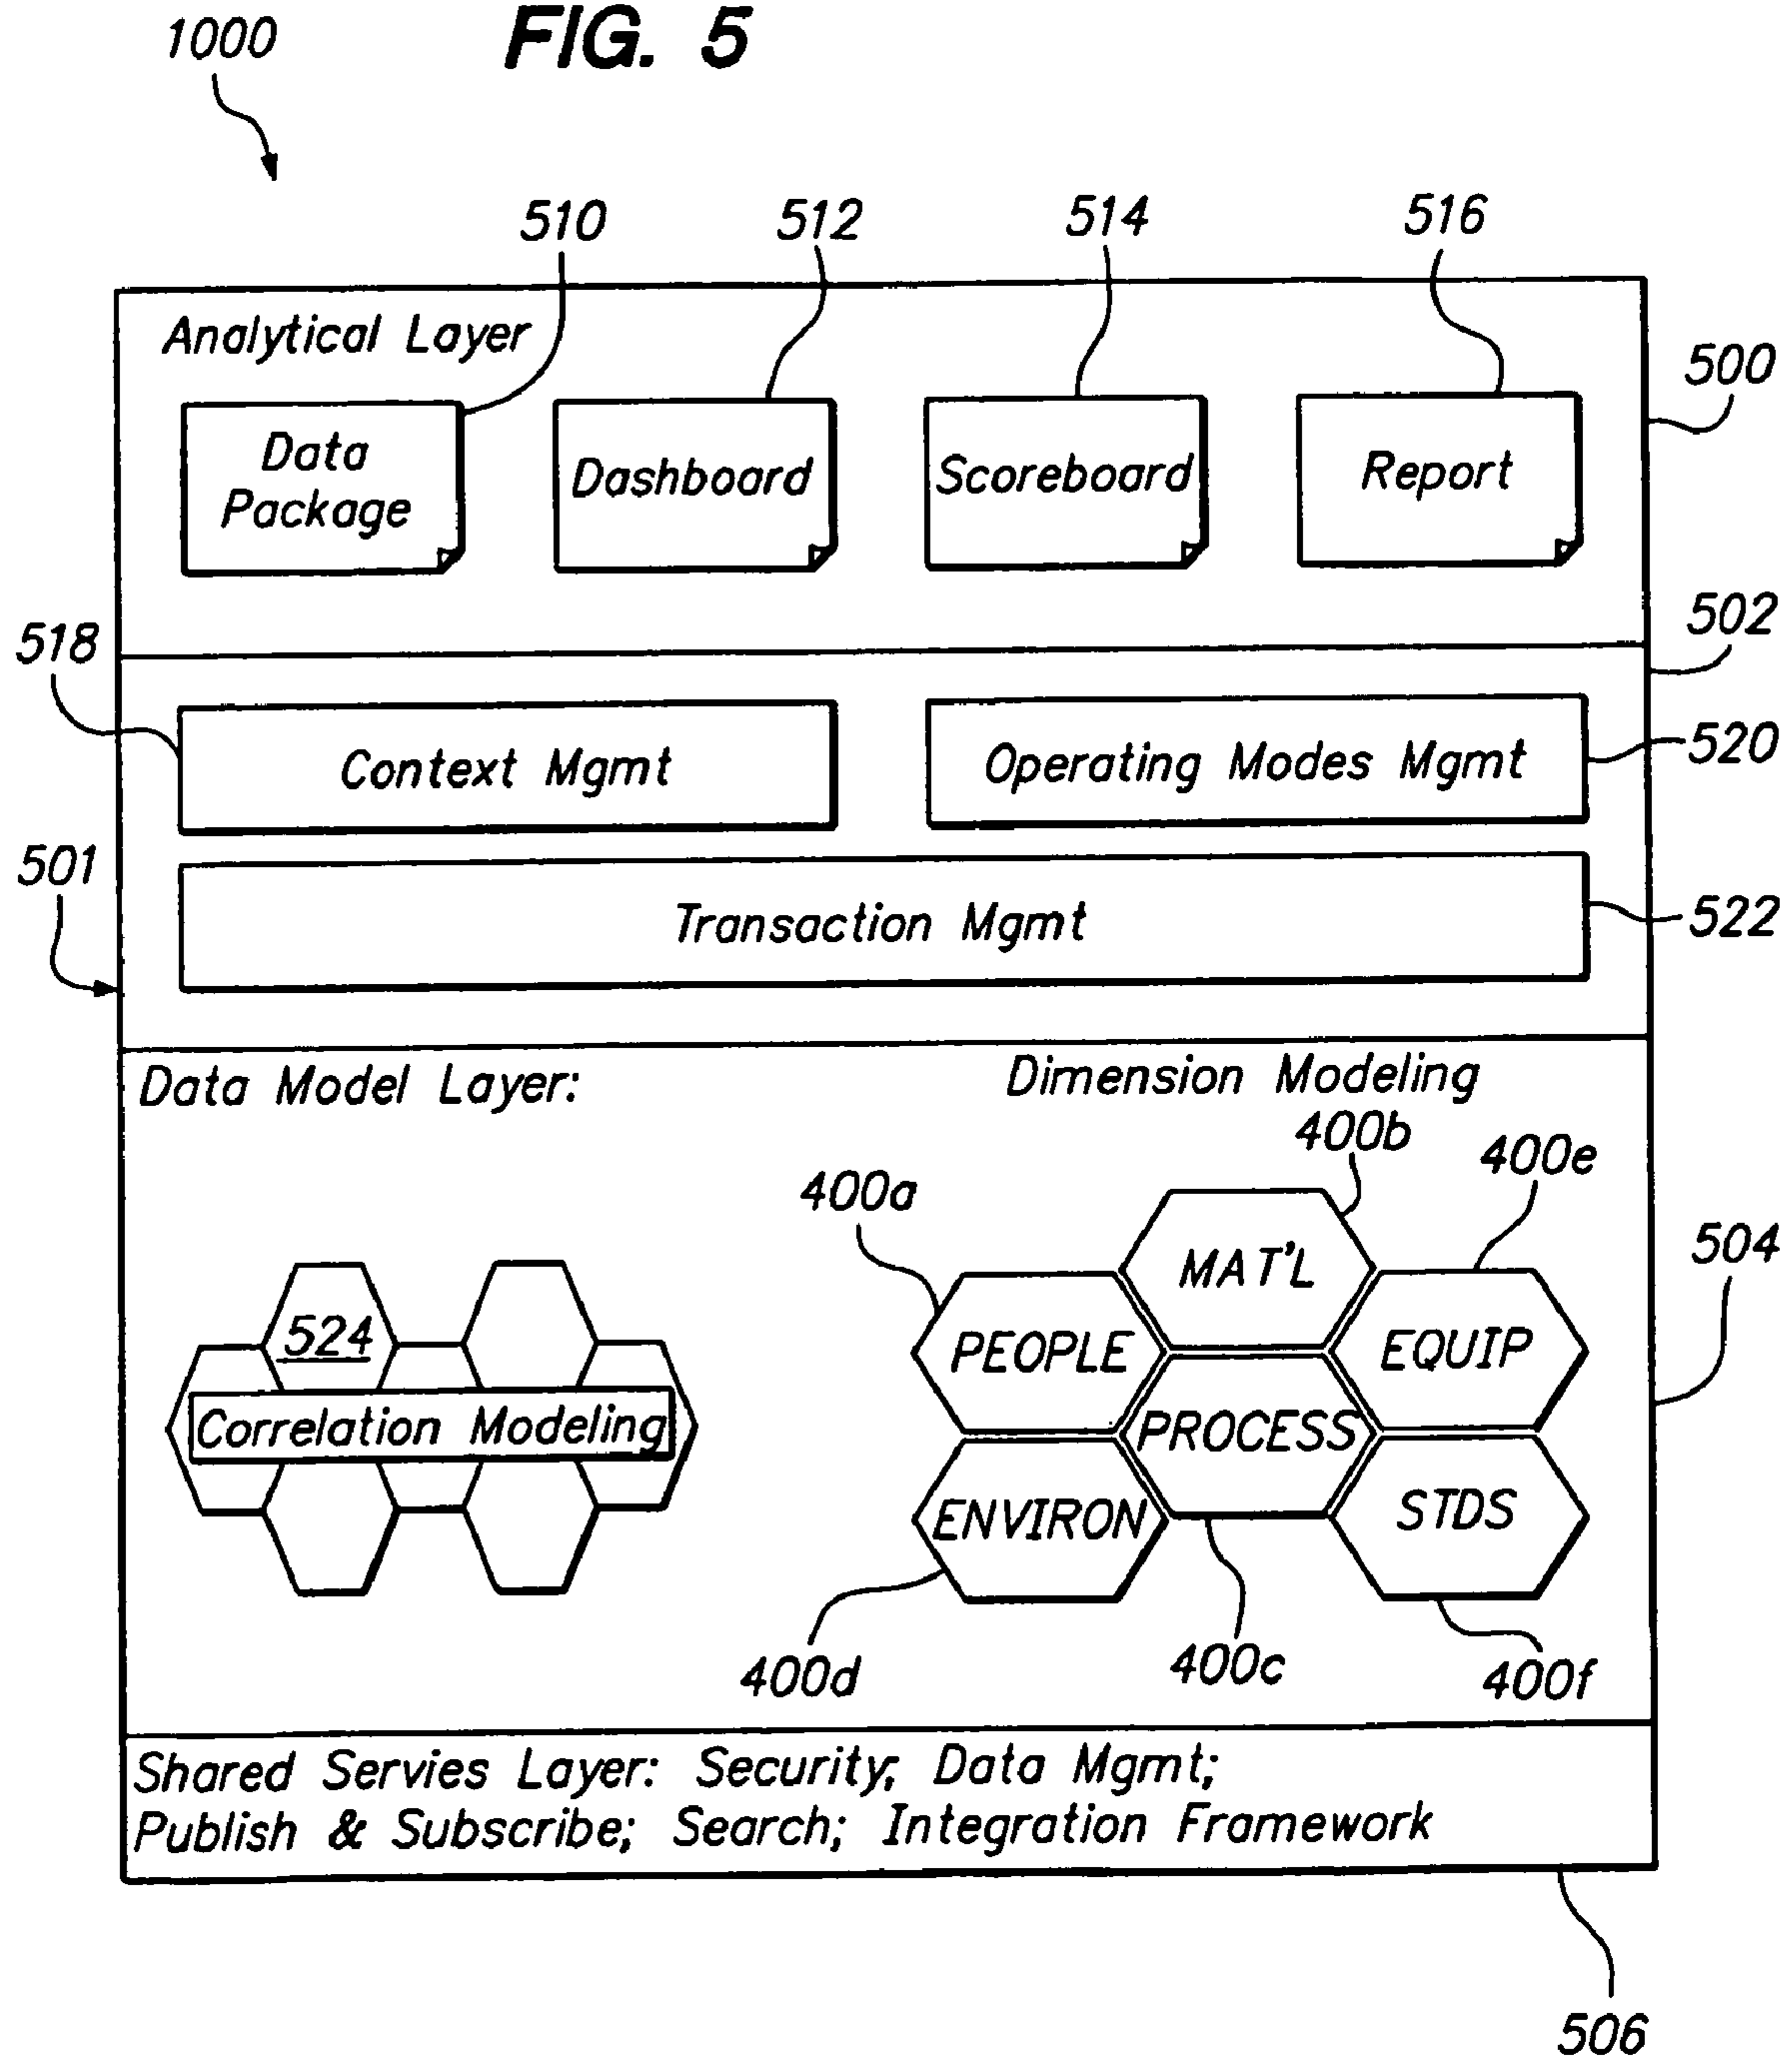 FIG. 5
1000
510
512
514
516
Analytical Layer
500
Data
Package
Dashboard
Scoreboard
Report
502
518
Context Mgmt
Operating Modes Mgmt
520
501
Transaction Mgmt
522
Data Model Layer:
Dimension Modeling
400b
400e
400a
504
MAT'L
524
PEOPLE
EQUIP
Correlation Modeling
PROCESS
ENVIRON
STDS
400d
400c
400f
Shared Servies Layer: Security; Data Mgmt;
Publish & Subscribe; Search; Integration Framework
506